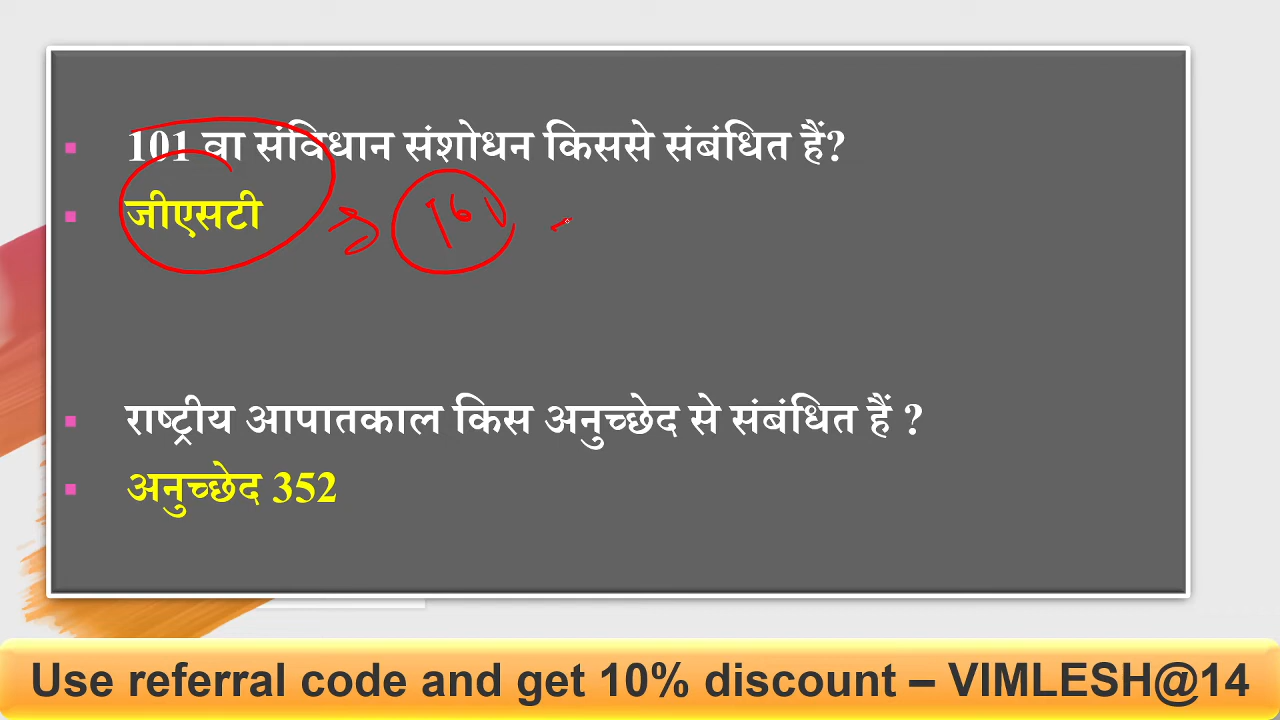 101 वा संविधान संशोधन किससे संबंधित हैं?
जीएसटी
राष्ट्रीय आपातकाल किस अनुच्छेद से संबंधित हैं ?
अनुच्छेद 352
Use referral code and get 10% discount – VIMLESH@14